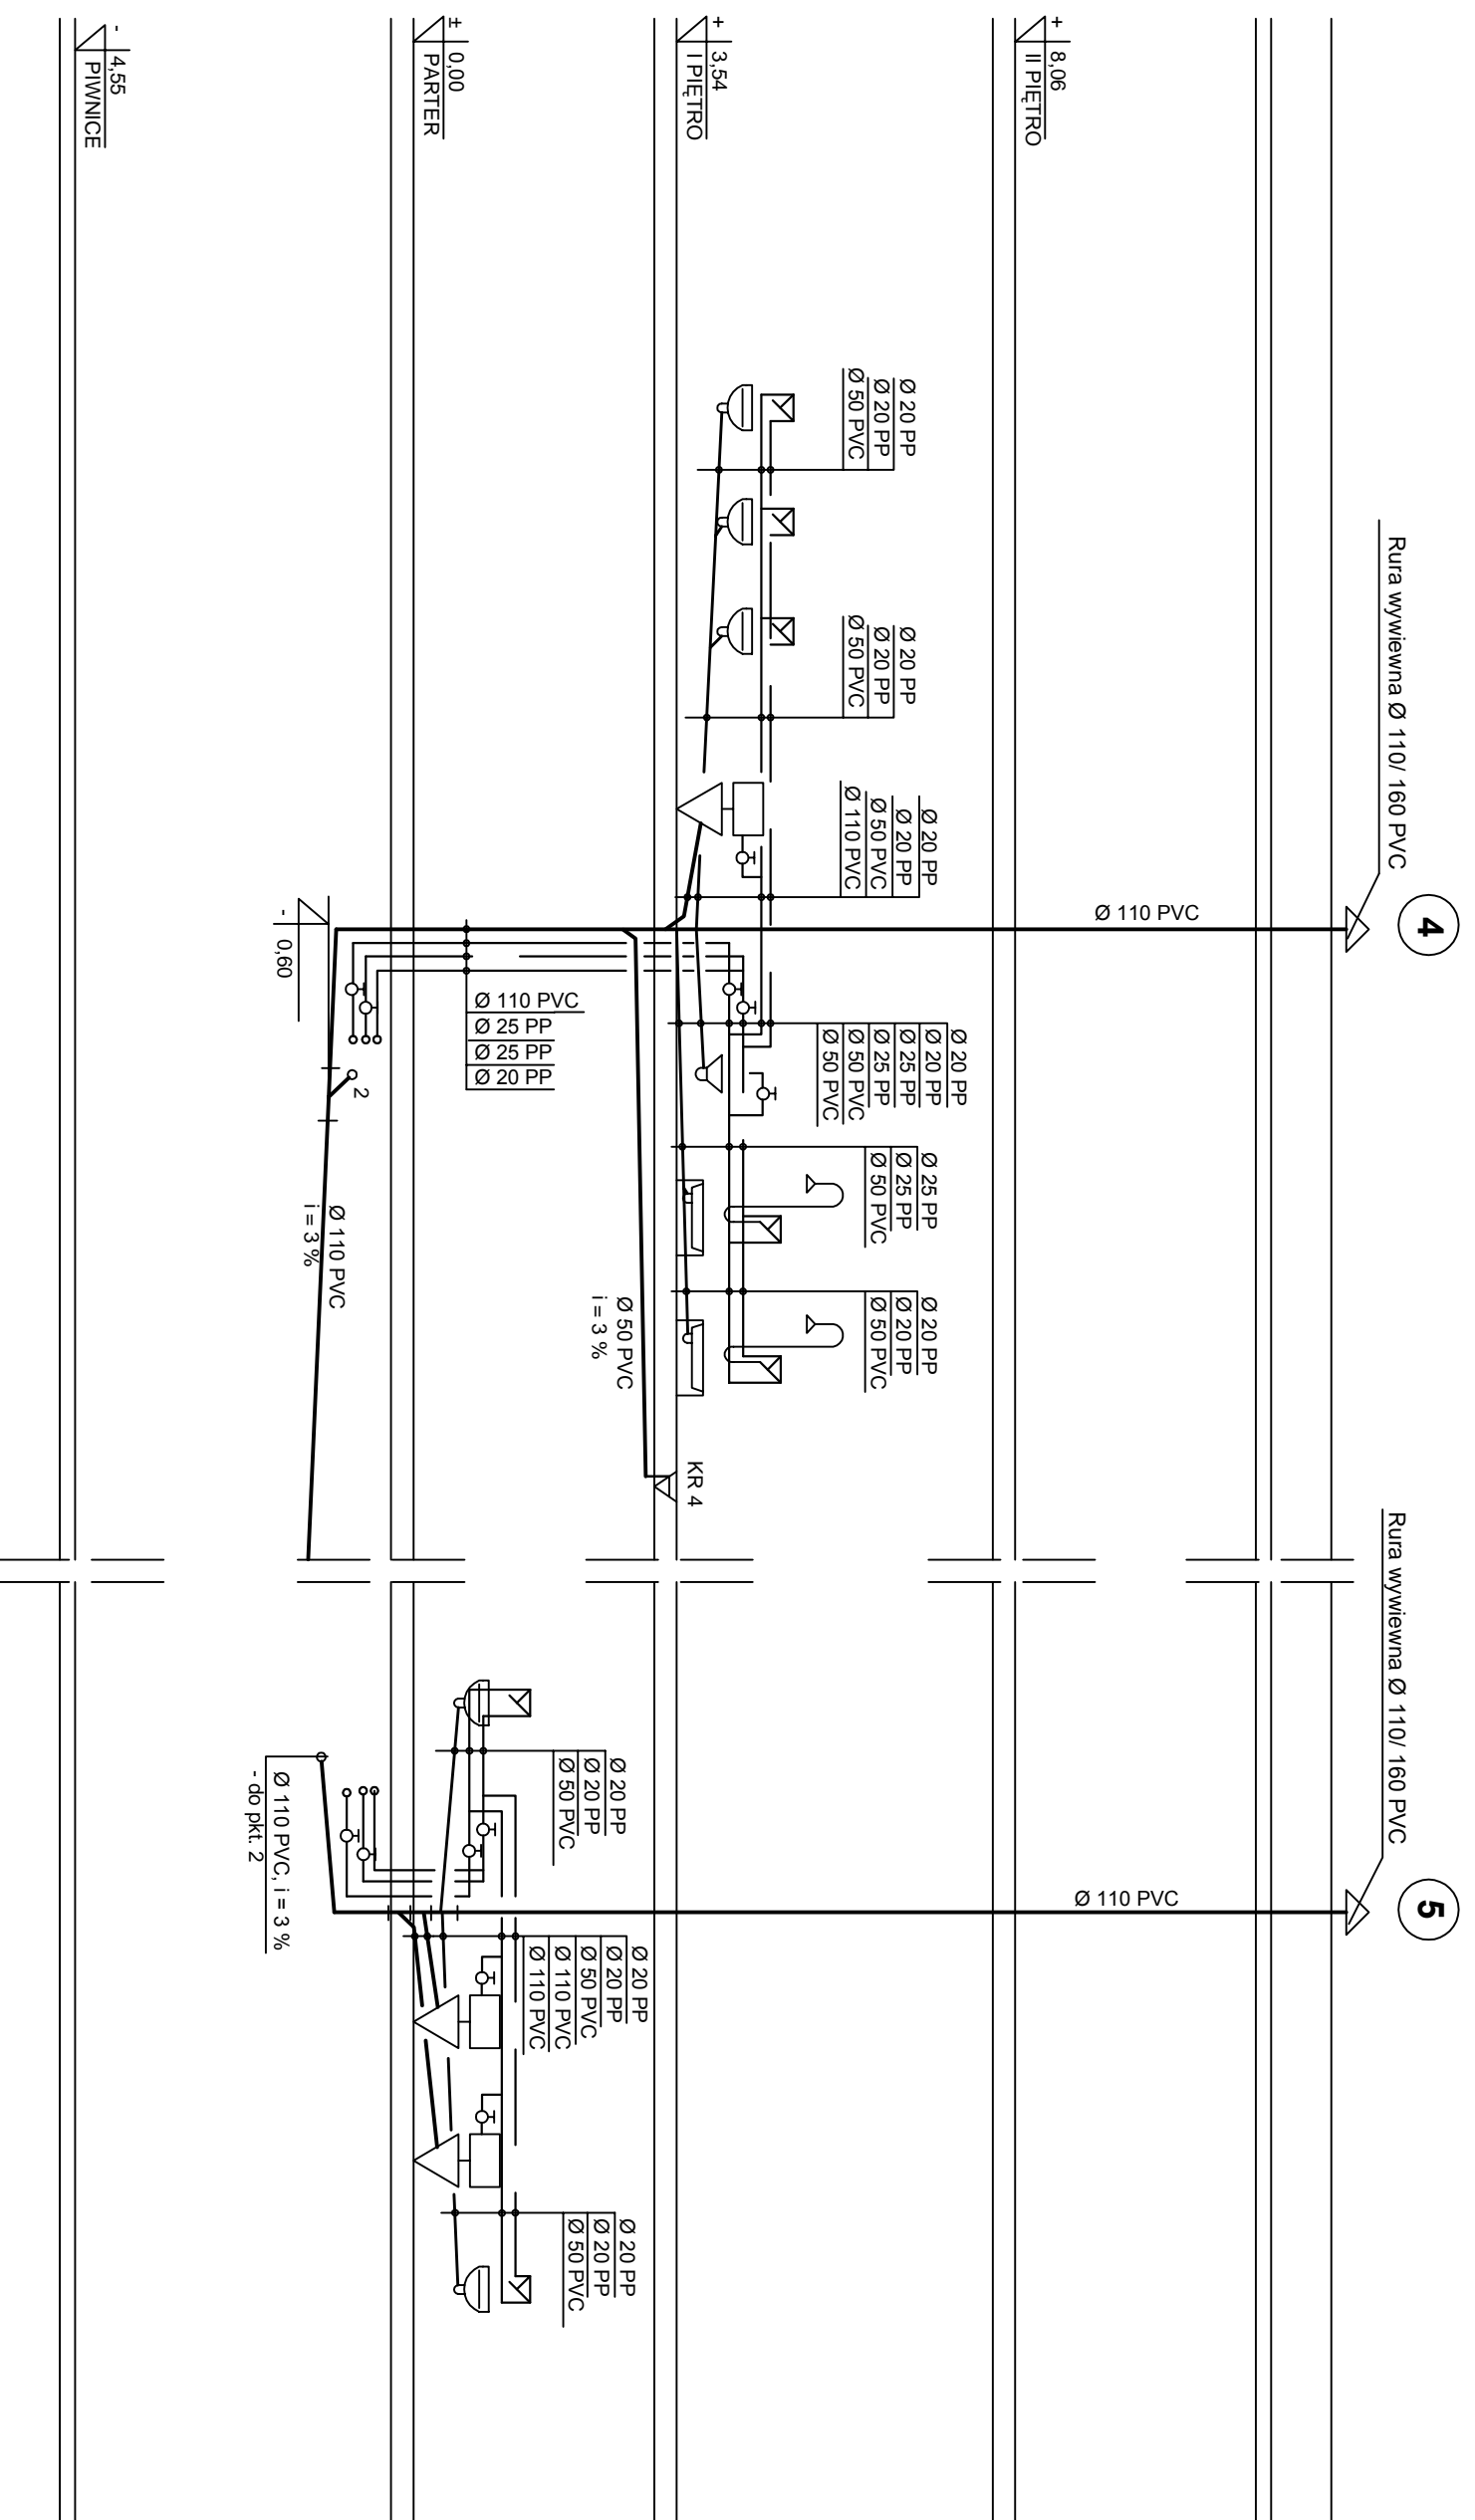 4
Rura wywiewna Ø 110/ 160 PVC
5
Rura wywiewna Ø 110/ 160 PVC
+ 8,06
II PIĘTRO
Ø 110 PVC
Ø 110 PVC
+ 3,54
I PIĘTRO
Ø 20 PP
Ø 20 PP
Ø 50 PVC
Ø 20 PP
Ø 20 PP
Ø 50 PVC
Ø 20 PP
Ø 20 PP
Ø 50 PVC
Ø 110 PVC
Ø 20 PP
Ø 20 PP
Ø 25 PP
Ø 25 PP
Ø 50 PVC
Ø 50 PVC
Ø 25 PP
Ø 25 PP
Ø 50 PVC
Ø 20 PP
Ø 20 PP
Ø 50 PVC
KR 4
Ø 50 PVC
i = 3 %
± 0,00
PARTER
Ø 110 PVC
Ø 25 PP
Ø 25 PP
Ø 20 PP
Ø 20 PP
Ø 20 PP
Ø 50 PVC
Ø 20 PP
Ø 20 PP
Ø 50 PVC
Ø 110 PVC
Ø 110 PVC
Ø 20 PP
Ø 20 PP
Ø 50 PVC
- 0,60
2
Ø 110 PVC
i = 3 %
Ø 110 PVC, i = 3 %
- do pkt. 2
- 4,55
PIWNICE